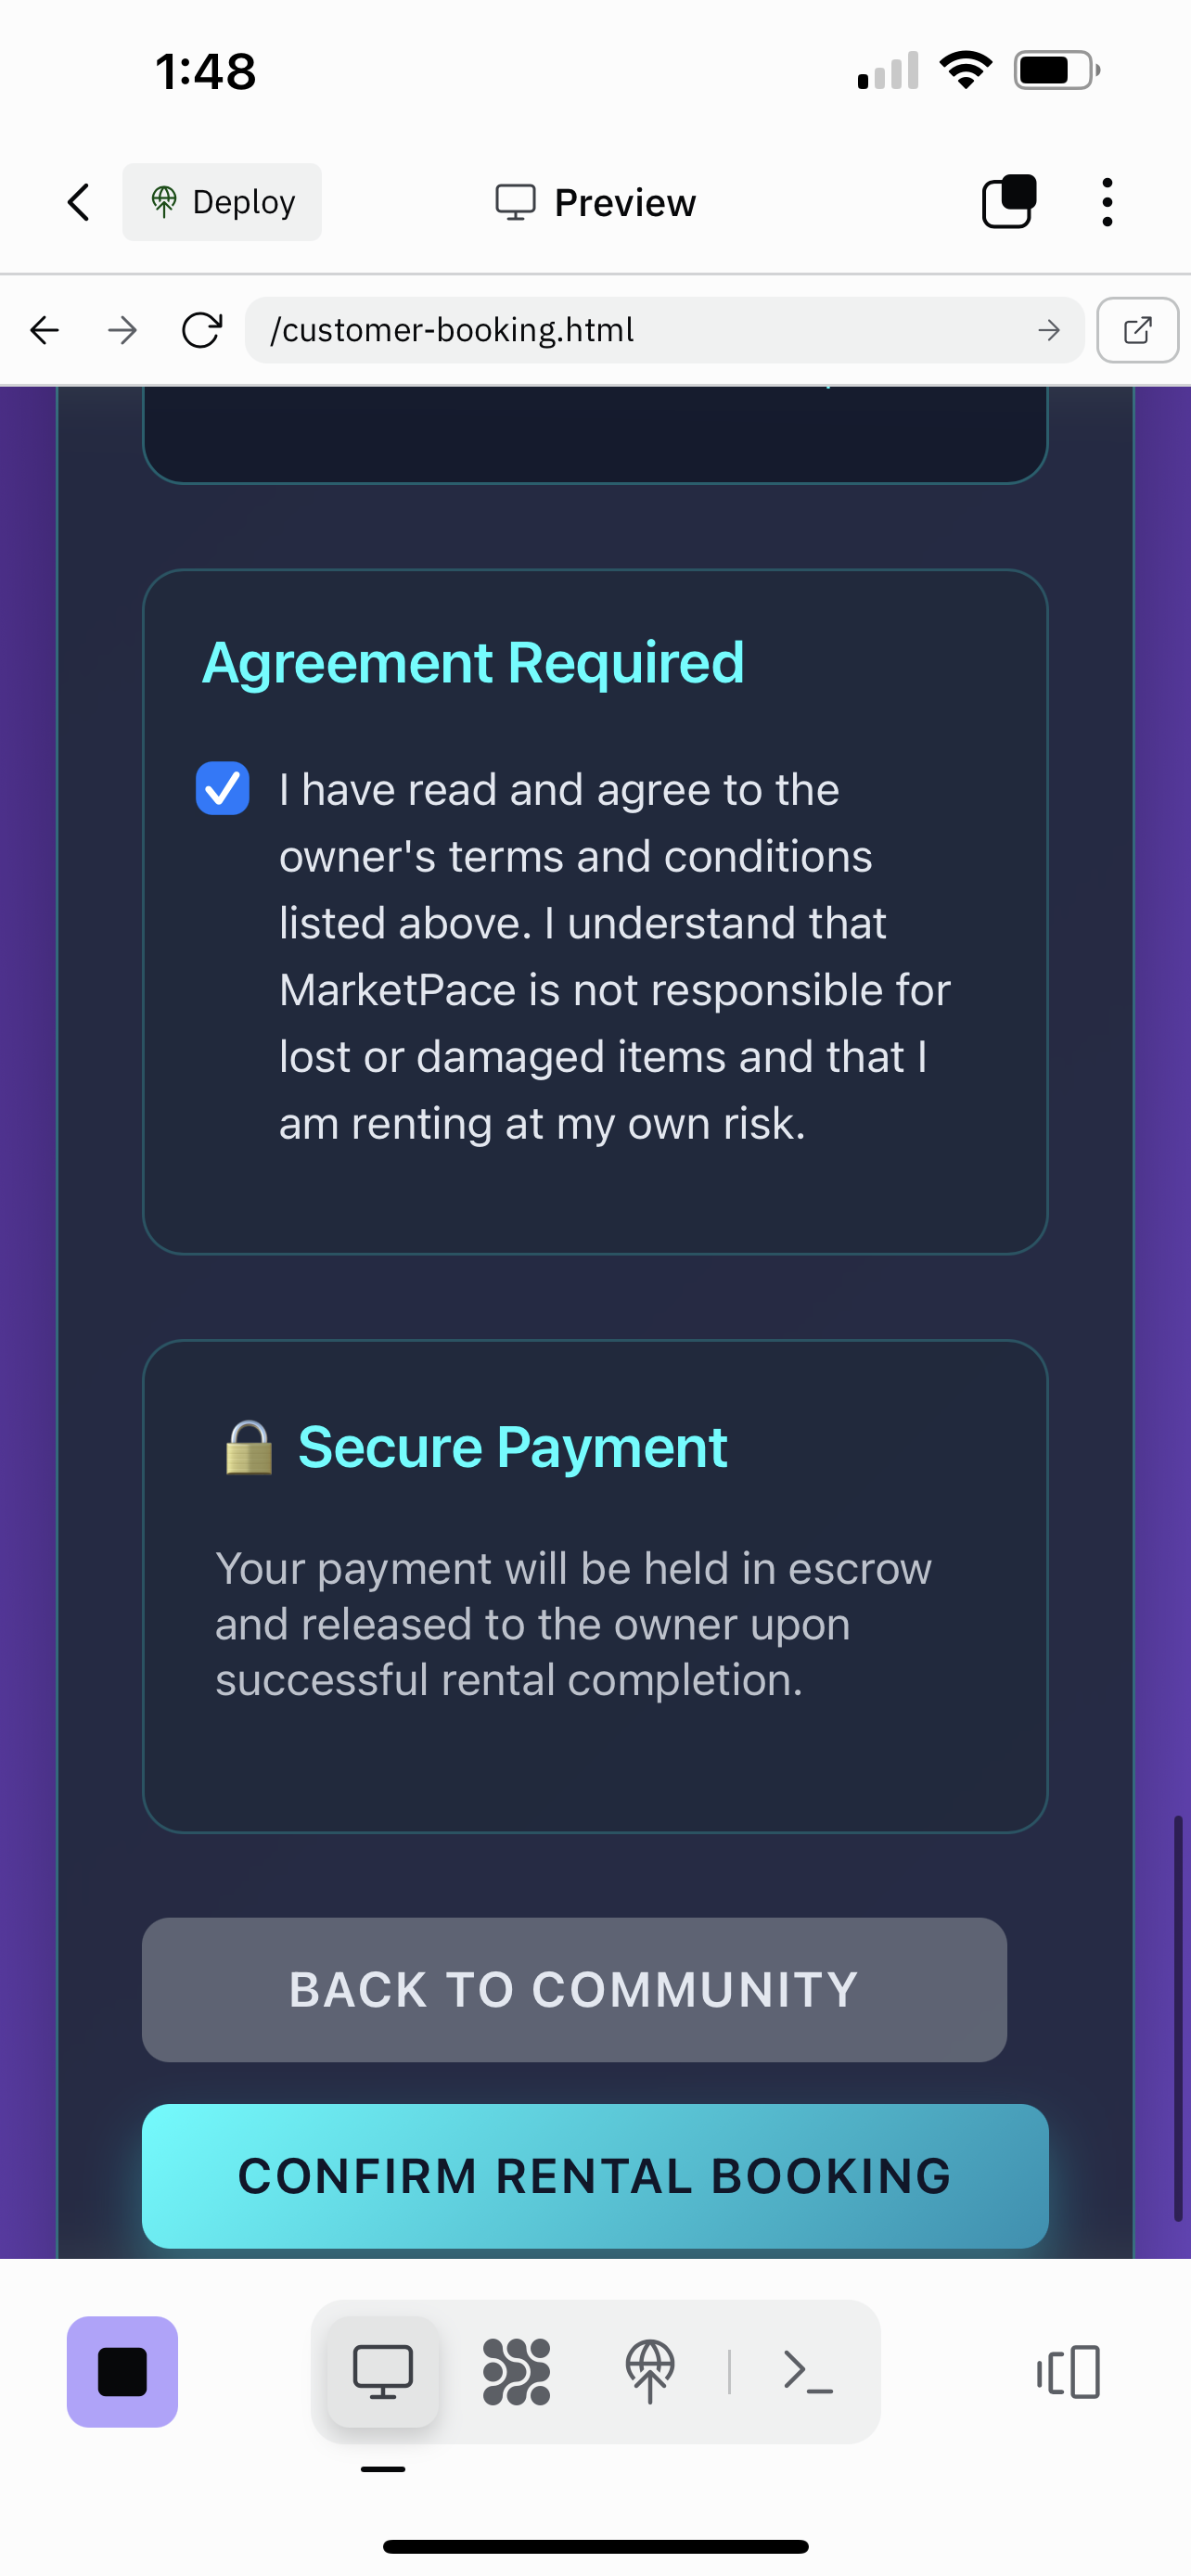 1:48
Deploy
Preview
/customer-booking.html
Agreement Required
I have read and agree to the
owner's terms and conditions
listed above. I understand that
MarketPace is not responsible for
lost or damaged items and that I
am renting at my own risk.
🔒 Secure Payment
Your payment will be held in escrow
and released to the owner upon
successful rental completion.
BACK TO COMMUNITY
CONFIRM RENTAL BOOKING